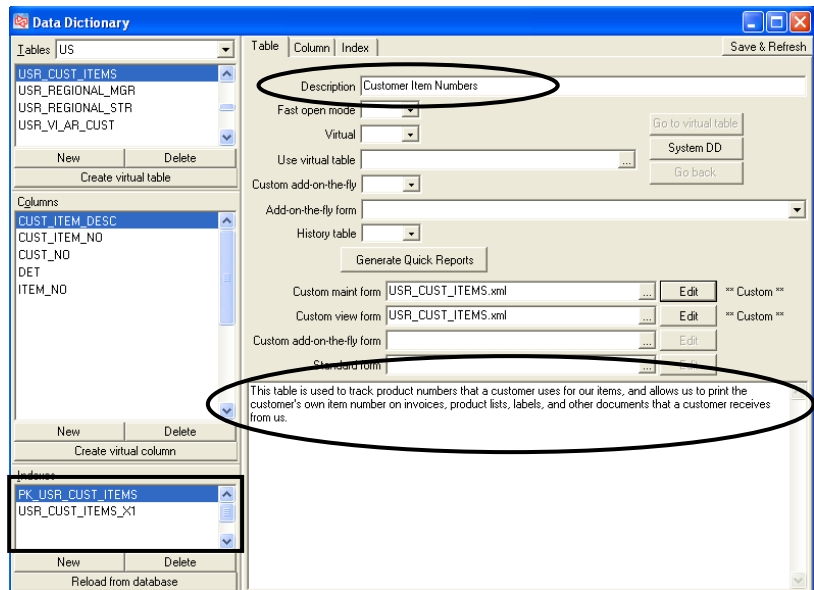 Data Dictionary
Tables US
USR_CUST_ITEMS
USR_REGIONAL_MGR
USR_REGIONAL_STR
USR_VI_AR_CUST
New Delete
Create virtual table
Columns
CUST_ITEM_DESC
CUST_ITEM_NO
CUST_NO
DET
ITEM_NO
New Delete
Create virtual column
Indexes
PK_USR_CUST_ITEMS
USR_CUST_ITEMS_X1
New Delete
Reload from database
Table Column Index Save & Refresh
Description Customer Item Numbers
Fast open mode
Virtual
Go to virtual table
System DD
Use virtual table ...
Go back
Custom add-on-the-fly
Add-on-the-fly form
History table
Generate Quick Reports
Custom maint form USR_CUST_ITEMS.xml ... Edit ** Custom **
Custom view form USR_CUST_ITEMS.xml ... Edit ** Custom **
Custom add-on-the-fly form ... Edit
Standard form ... Edit
This table is used to track product numbers that a customer uses for our items, and allows us to print the
customer's own item number on invoices, product lists, labels, and other documents that a customer receives
from us.